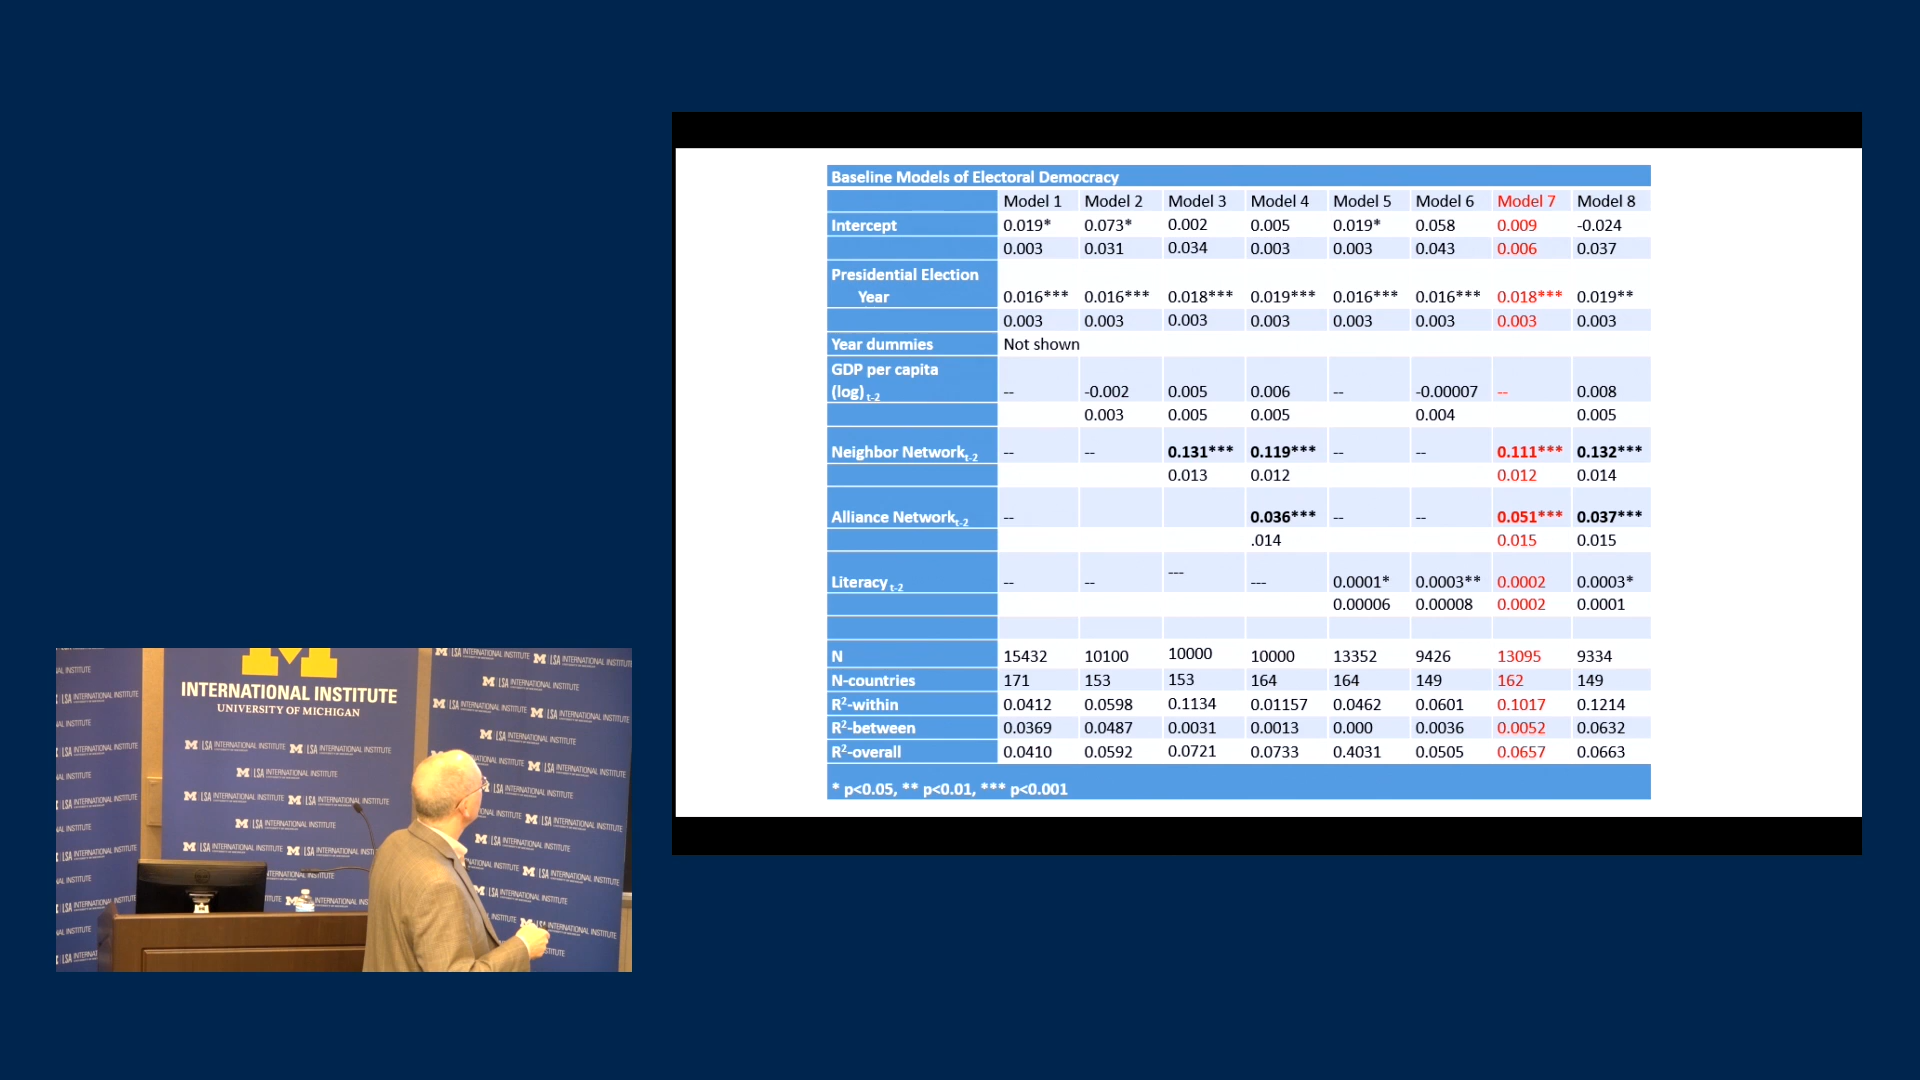 Baseline Models of Electoral Democracy
Model 1 Model 2 Model 3 Model 4 Model 5 Model 6 Model 7 Model 8
Intercept 0.019* 0.073* 0.002 0.005 0.019* 0.058 0.009 -0.024
0.003 0.031 0.034 0.003 0.003 0.043 0.006 0.037
Presidential Election
Year 0.016*** 0.016*** 0.018*** 0.019*** 0.016*** 0.016*** 0.018*** 0.019**
0.003 0.003 0.003 0.003 0.003 0.003 0.003 0.003
Year dummies Not shown
GDP per capita
(log) t-2 -- -0.002 0.005 0.006 -- -0.00007 -- 0.008
0.003 0.005 0.005 0.004 0.005
Neighbor Network t-2 -- -- 0.131*** 0.119*** -- -- 0.111*** 0.132***
0.013 0.012 0.012 0.014
Alliance Network t-2 -- 0.036*** -- -- 0.051*** 0.037***
.014 0.015 0.015
Literacy t-2 -- -- --- --- 0.0001* 0.0003** 0.0002 0.0003*
0.00006 0.00008 0.0002 0.0001
N 15432 10100 10000 10000 13352 9426 13095 9334
N-countries 171 153 153 164 164 149 162 149
R²-within 0.0412 0.0598 0.1134 0.01157 0.0462 0.0601 0.1017 0.1214
R²-between 0.0369 0.0487 0.0031 0.0013 0.000 0.0036 0.0052 0.0632
R²-overall 0.0410 0.0592 0.0721 0.0733 0.4031 0.0505 0.0657 0.0663
* p<0.05, ** p<0.01, *** p<0.001
INTERNATIONAL INSTITUTE
UNIVERSITY OF MICHIGAN
M LSA INTERNATIONAL INSTITUTE